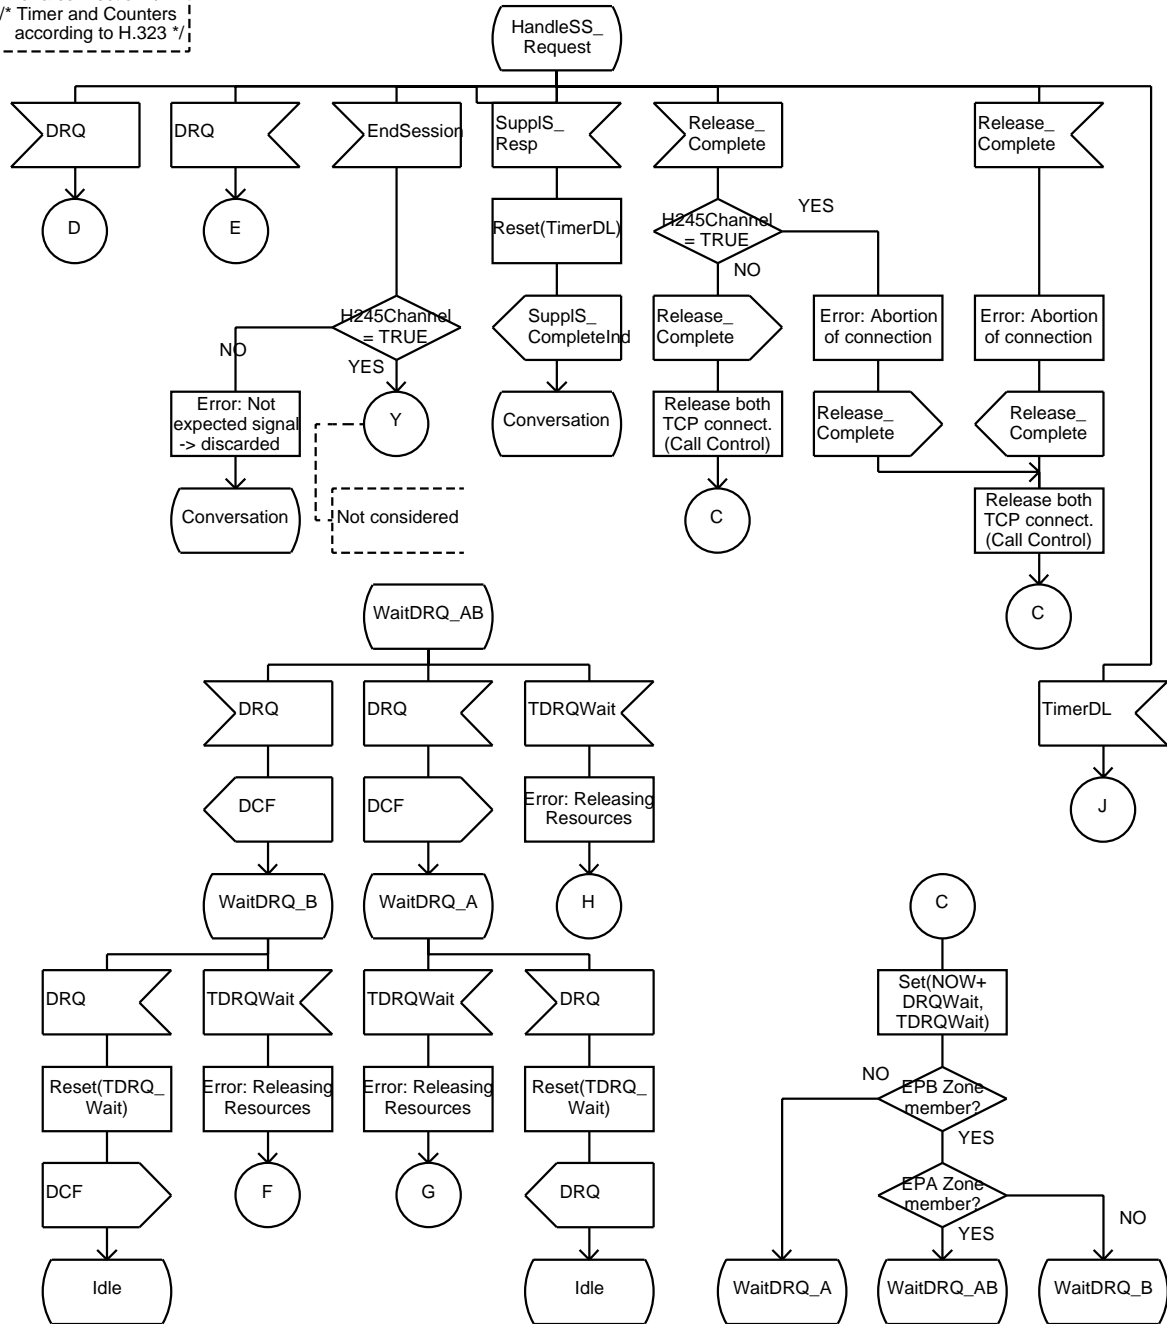 /* Timer and Counters
according to H.323 */
HandleSS_
Request
DRQ
DRQ
EndSession
SupplS_
Resp
Release_
Complete
Release_
Complete
D
E
Reset(TimerDL)
H245Channel
= TRUE
YES
NO
H245Channel
= TRUE
NO
YES
SupplS_
CompleteInd
Release_
Complete
Error: Abortion
of connection
Error: Abortion
of connection
Error: Not
expected signal
-> discarded
Y
Conversation
Release both
TCP connect.
(Call Control)
Release_
Complete
Release_
Complete
Conversation
Not considered
C
Release both
TCP connect.
(Call Control)
C
WaitDRQ_AB
DRQ
DRQ
TDRQWait
TimerDL
DCF
DCF
Error: Releasing
Resources
J
WaitDRQ_B
WaitDRQ_A
H
C
DRQ
TDRQWait
TDRQWait
DRQ
Set(NOW+
DRQWait,
TDRQWait)
Reset(TDRQ_
Wait)
Error: Releasing
Resources
Error: Releasing
Resources
Reset(TDRQ_
Wait)
NO
EPB Zone
member?
YES
DCF
F
G
DRQ
EPA Zone
member?
NO
YES
Idle
Idle
WaitDRQ_A
WaitDRQ_AB
WaitDRQ_B